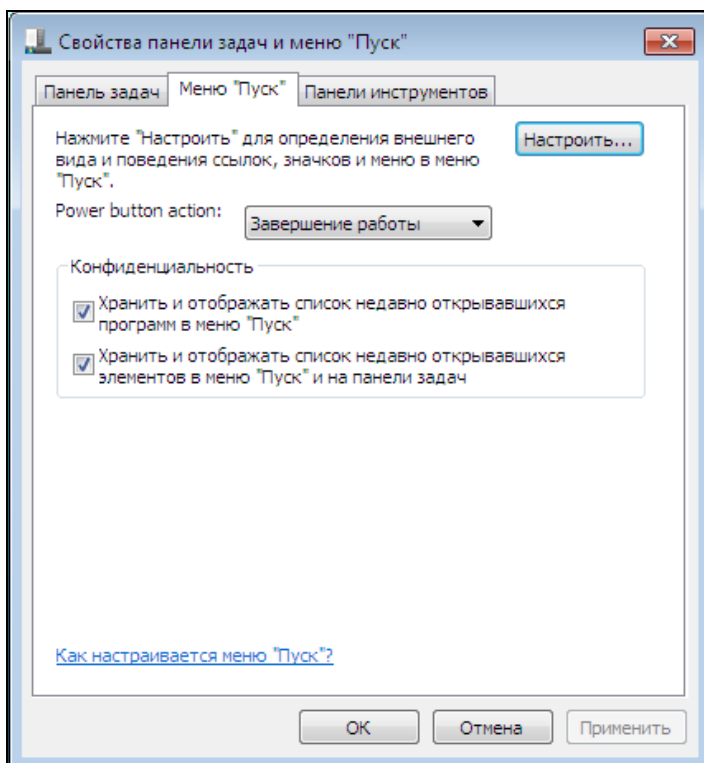 Свойства панели задач и меню "Пуск"
Панель задач Меню "Пуск" Панели инструментов
Нажмите "Настроить" для определения внешнего
вида и поведения ссылок, значков и меню в меню
"Пуск".
Настроить...
Power button action:
Завершение работы
Конфиденциальность
Хранить и отображать список недавно открывавшихся
программ в меню "Пуск"
Хранить и отображать список недавно открывавшихся
элементов в меню "Пуск" и на панели задач
Как настраивается меню "Пуск"?
ОК Отмена Применить